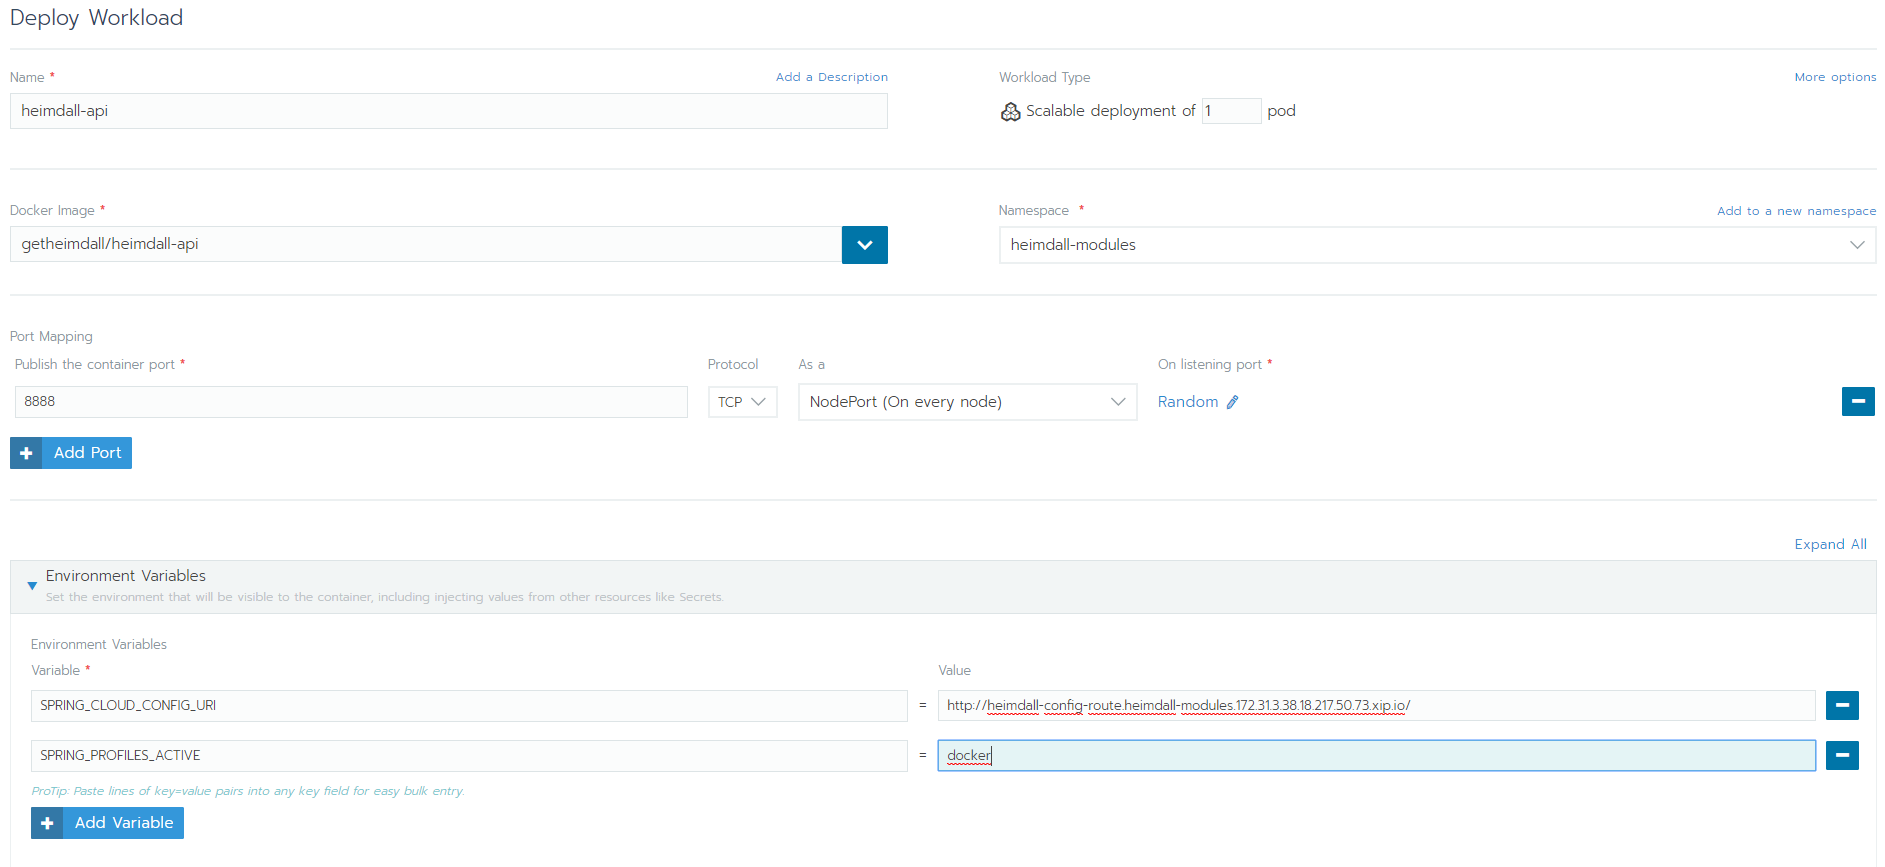 Deploy Workload
Name * Add a Description
heimdall-api
Workload Type More options
Scalable deployment of 1 pod
Docker Image *
getheimdall/heimdall-api
Namespace * Add to a new namespace
heimdall-modules
Port Mapping
Publish the container port * Protocol As a On listening port *
8888 TCP NodePort (On every node) Random
Add Port
Expand All
Environment Variables
Set the environment that will be visible to the container, including injecting values from other resources like Secrets.
Environment Variables
Variable * Value
SPRING_CLOUD_CONFIG_URI = http://heimdall-config-route.heimdall-modules.172.31.3.38.18.217.50.73.xip.io/
SPRING_PROFILES_ACTIVE = docker
ProTip: Paste lines of key=value pairs into any key field for easy bulk entry.
Add Variable